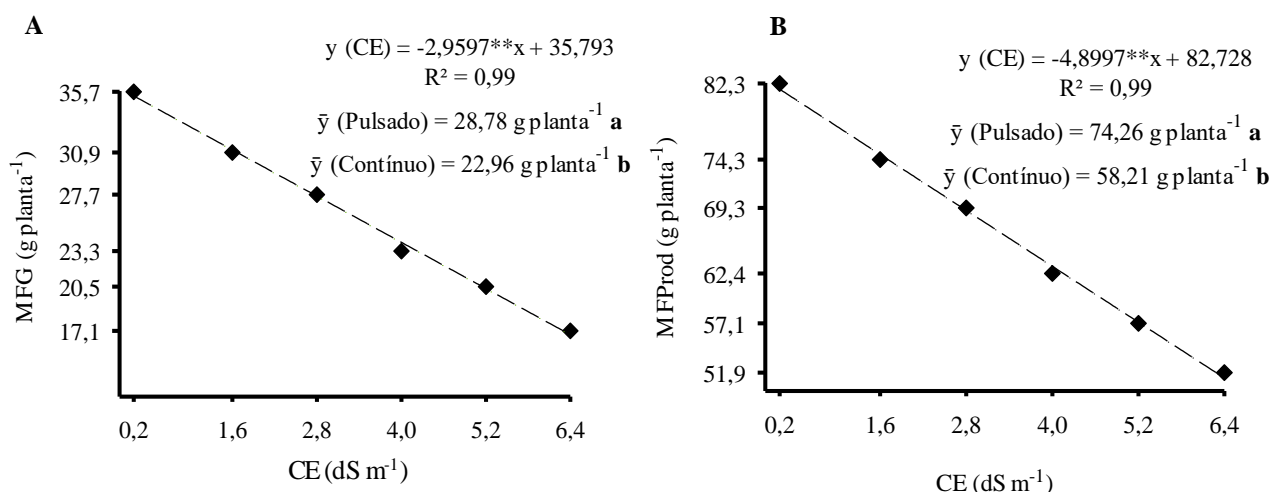 A
y (CE) = -2,9597**x + 35,793
R² = 0,99
ȳ (Pulsado) = 28,78 g planta⁻¹ a
ȳ (Contínuo) = 22,96 g planta⁻¹ b
MFG (g planta⁻¹)
35,7
30,9
27,7
23,3
20,5
17,1
0,2 1,6 2,8 4,0 5,2 6,4
CE (dS m⁻¹)
B
y (CE) = -4,8997**x + 82,728
R² = 0,99
ȳ (Pulsado) = 74,26 g planta⁻¹ a
ȳ (Contínuo) = 58,21 g planta⁻¹ b
MFProd (g planta⁻¹)
82,3
74,3
69,3
62,4
57,1
51,9
0,2 1,6 2,8 4,0 5,2 6,4
CE (dS m⁻¹)